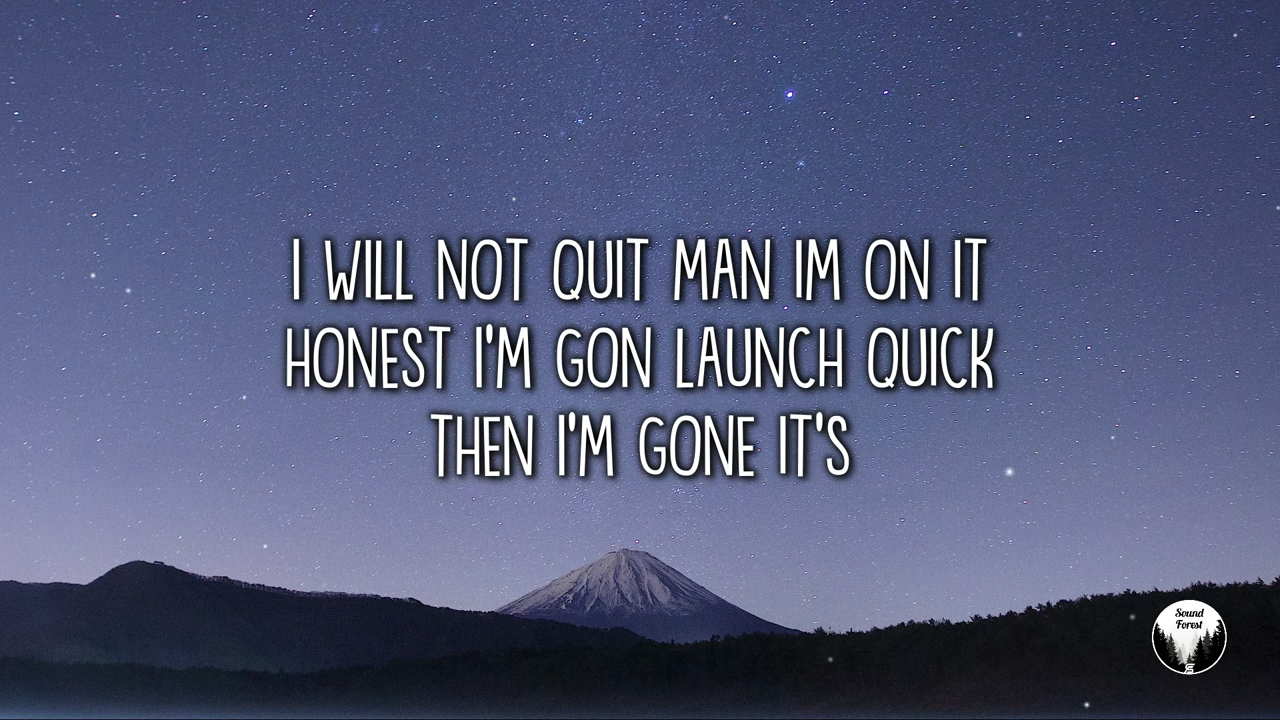 I WILL NOT QUIT MAN IM ON IT
HONEST I'M GON LAUNCH QUICK
THEN I'M GONE IT'S
Sound
Forest